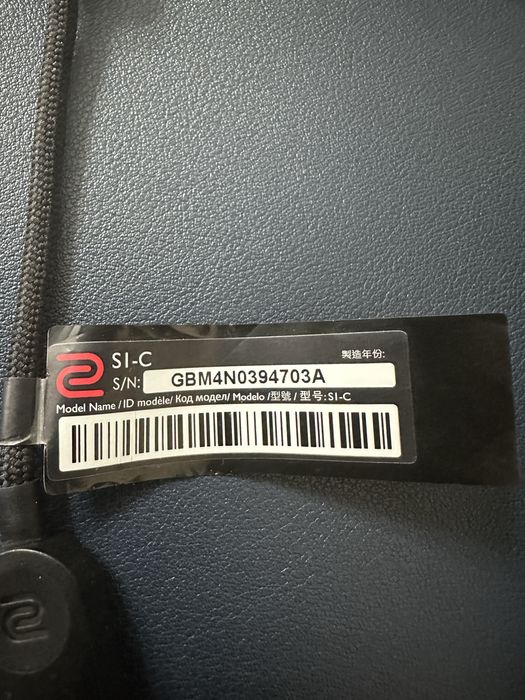 SI-C
製造年份:
S/N: GBM4N0394703A
Model Name / ID modèle/ Код модел/ Modelo /型號/ 型号:SI-C